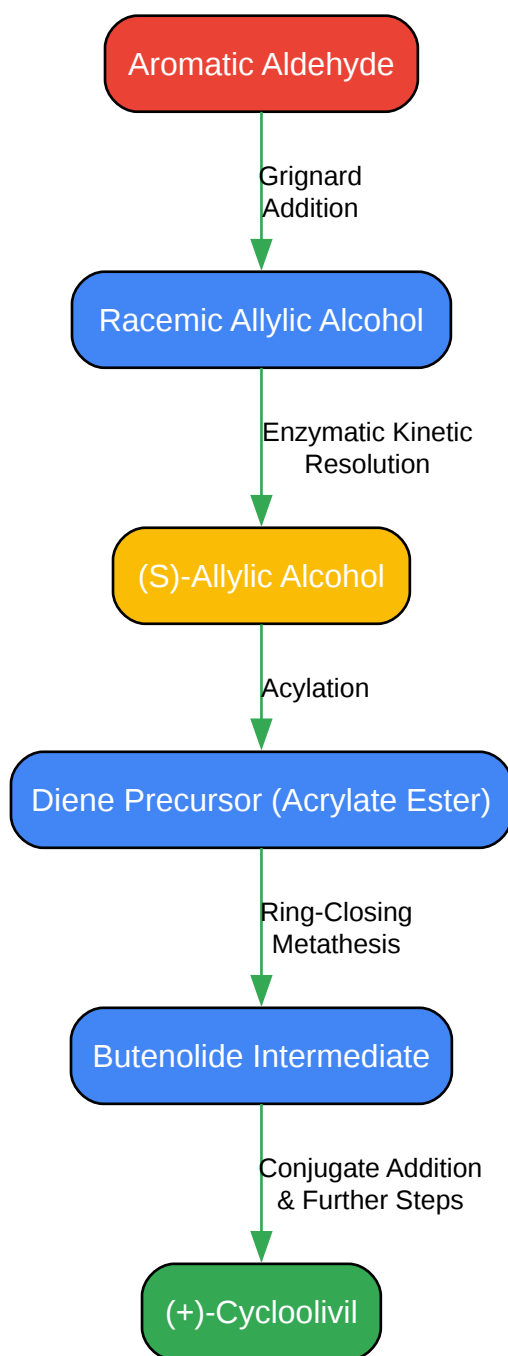 Aromatic Aldehyde
Grignard
Addition
Racemic Allylic Alcohol
Enzymatic Kinetic
Resolution
(S)-Allylic Alcohol
Acylation
Diene Precursor (Acrylate Ester)
Ring-Closing
Metathesis
Butenolide Intermediate
Conjugate Addition
& Further Steps
(+)-Cycloolivil